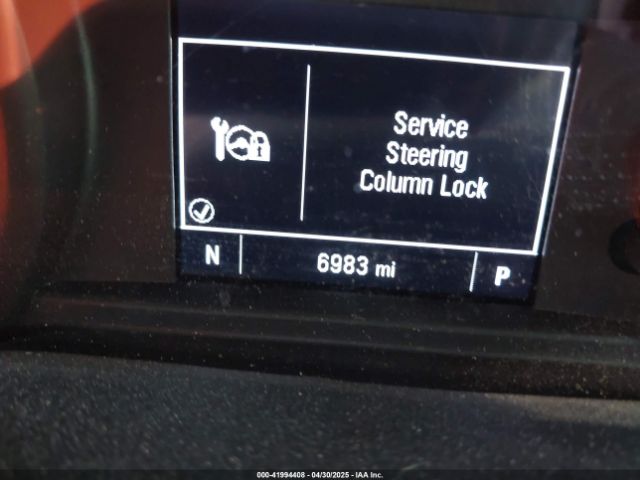 Service
Steering
Column Lock
N 6983 mi P
000-41994408 - 04/30/2025 - IAA Inc.